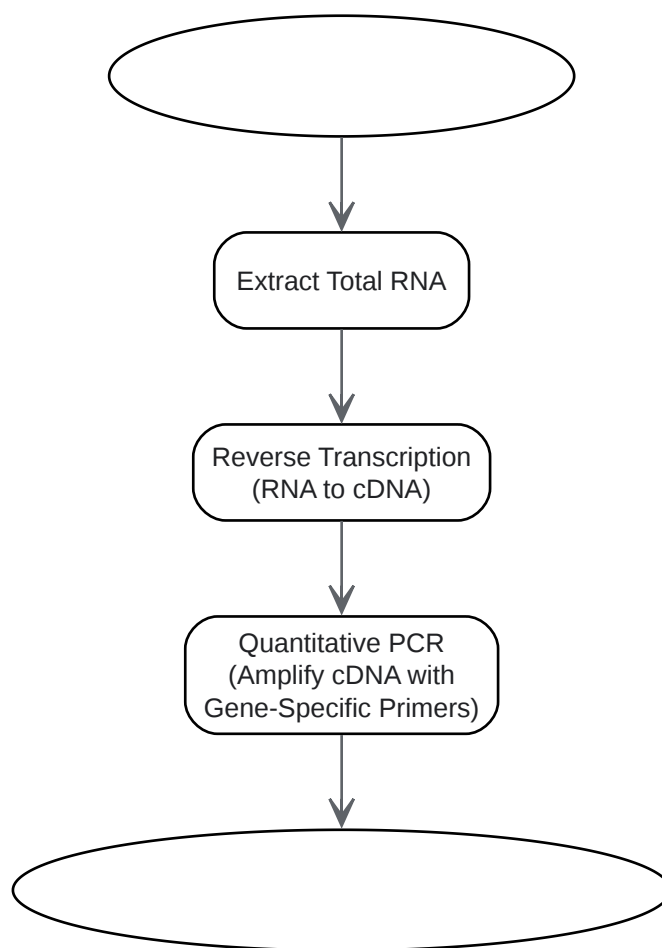 Extract Total RNA
Reverse Transcription
(RNA to cDNA)
Quantitative PCR
(Amplify cDNA with
Gene-Specific Primers)